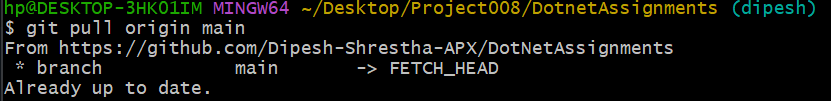 hp@DESKTOP-3HKO1IM MINGW64 ~/Desktop/Project008/DotnetAssignments (dipesh)
$ git pull origin main
From https://github.com/Dipesh-Shrestha-APX/DotNetAssignments
 * branch            main       -> FETCH_HEAD
Already up to date.